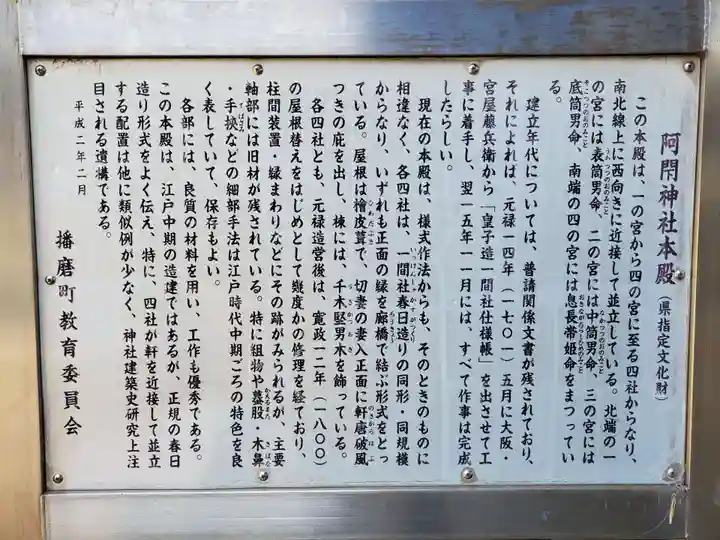 阿閇神社本殿(県指定文化財)
この本殿は、一の宮から四の宮に至る四社からなり、
南北線上に西向きに近接して並立している。北端の一
の宮には表筒男命、二の宮には中筒男命、三の宮には
底筒男命、南端の四の宮には息長帯姫命をまつってい
る。
建立年代については、普請関係文書が残されており、
それによれば、元禄一四年(一七〇一)五月に大阪・
宮屋藤兵衛から「皇子造一間社仕様帳」を出させて工
事に着手し、翌一五年一一月には、すべて作事は完成
したらしい。
現在の本殿は、様式作法からも、そのときのものに
相違なく、各四社は、一間社春日造りの同形・同規模
からなり、いずれも正面の縁を廊橋で結ぶ形式をとっ
ている。屋根は檜皮葺で、切妻の妻入正面に軒唐破風
つきの庇を出し、棟には、千木堅男木を飾っている。
各四社とも、元禄造営後は、寛政一二年(一八〇〇)
の屋根替えをはじめとして幾度かの修理を経ており、
柱間装置・縁まわりなどにその跡がみられるが、主要
軸部には旧材が残されている。特に組物や蟇股・木鼻
・手挟などの細部手法は江戸時代中期ごろの特色を良
く表していて、保存もよい。
各部には、良質の材料を用い、工作も優秀である。
この本殿は、江戸中期の造建ではあるが、正規の春日
造り形式をよく伝え、特に、四社が軒を近接して並立
する配置は他に類似例が少なく、神社建築史研究上注
目される遺構である。
平成二年二月
播磨町教育委員会